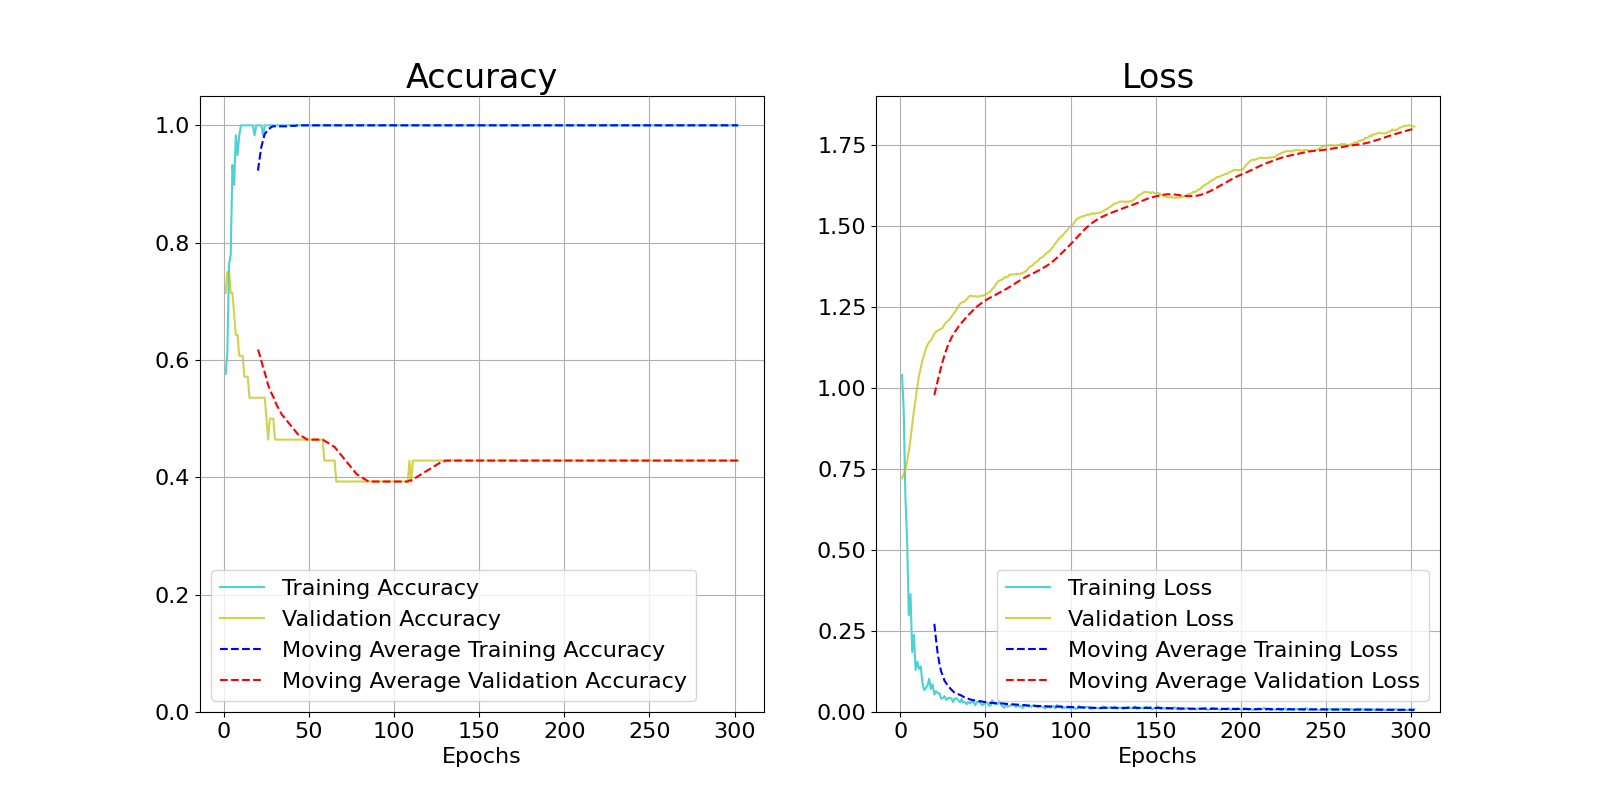 Accuracy
1.0
0.8
0.6
0.4
0.2
0.0
Training Accuracy
Validation Accuracy
Moving Average Training Accuracy
Moving Average Validation Accuracy
0 50 100 150 200 250 300
Epochs
Loss
1.75
1.50
1.25
1.00
0.75
0.50
0.25
0.00
Training Loss
Validation Loss
Moving Average Training Loss
Moving Average Validation Loss
0 50 100 150 200 250 300
Epochs